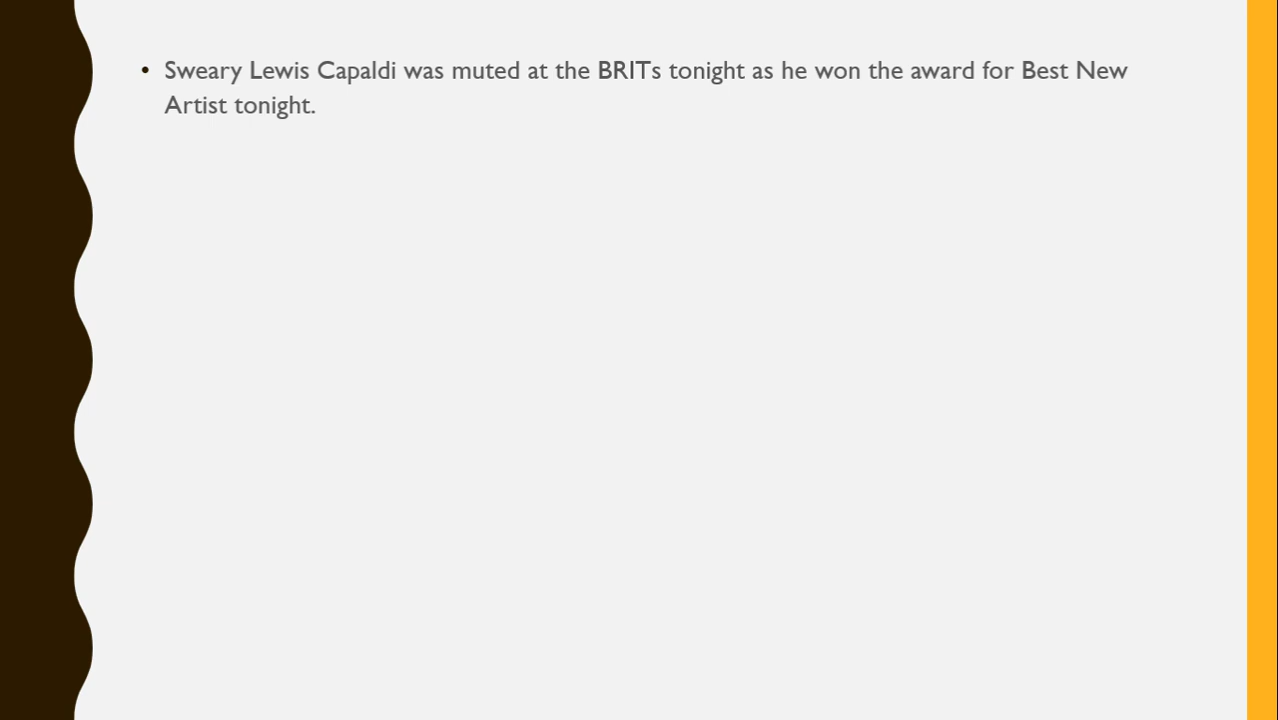 • Sweary Lewis Capaldi was muted at the BRITs tonight as he won the award for Best New
Artist tonight.